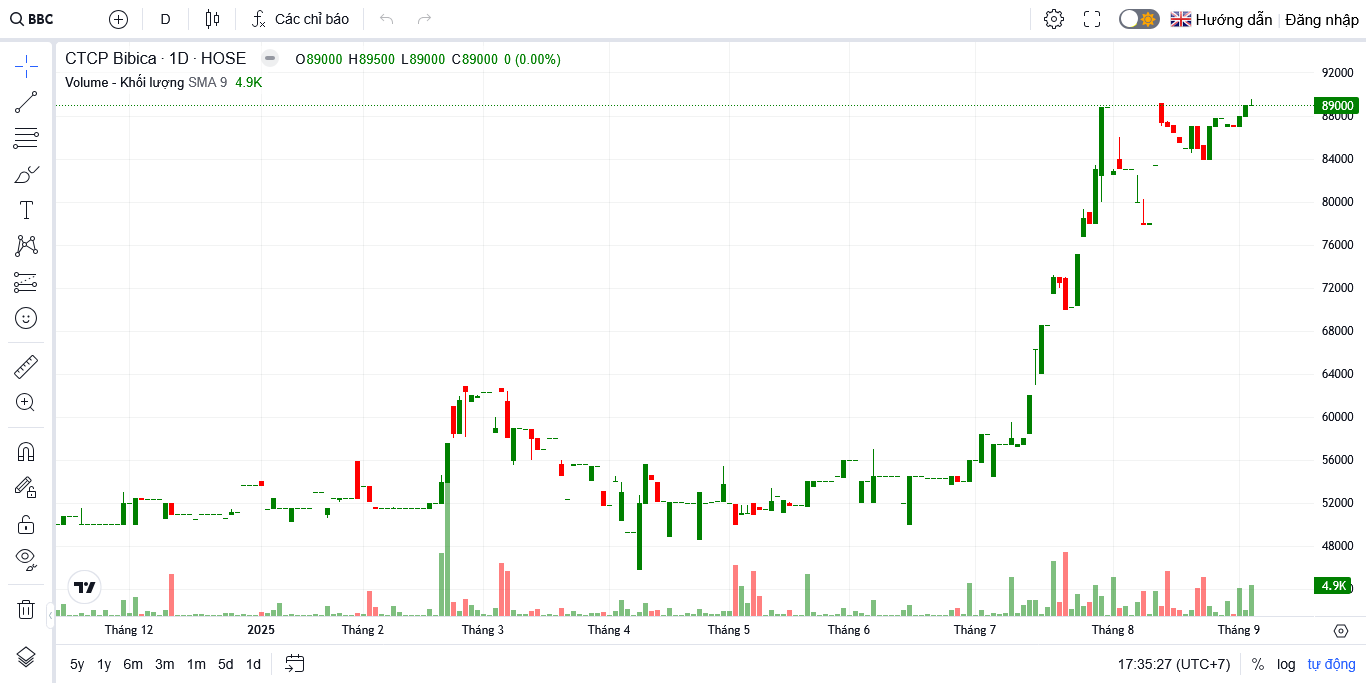 BBC D Các chỉ báo Hướng dẫn Đăng nhập
CTCP Bibica · 1D · HOSE O89000 H89500 L89000 C89000 0 (0.00%)
Volume - Khối lượng SMA 9 4.9K
92000
89000
88000
84000
80000
76000
72000
68000
64000
60000
56000
52000
48000
4.9K
Tháng 12 2025 Tháng 2 Tháng 3 Tháng 4 Tháng 5 Tháng 6 Tháng 7 Tháng 8 Tháng 9
5y 1y 6m 3m 1m 5d 1d 17:35:27 (UTC+7) % log tự động